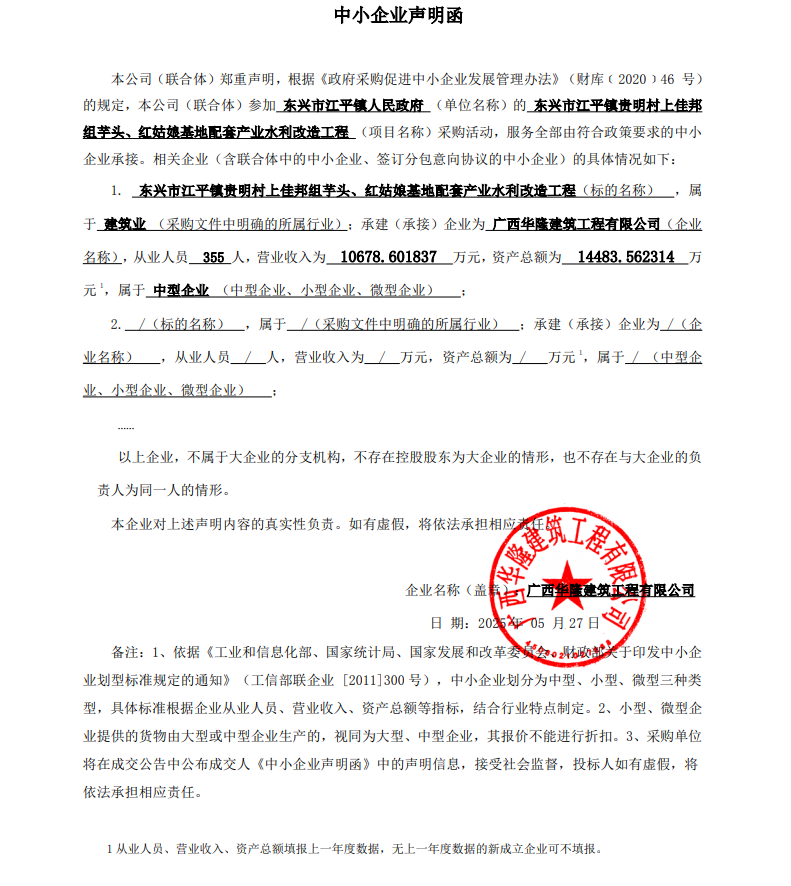 中小企业声明函
本公司（联合体）郑重声明，根据《政府采购促进中小企业发展管理办法》（财库﹝2020﹞46 号）
的规定，本公司（联合体）参加 东兴市江平镇人民政府 （单位名称）的 东兴市江平镇贵明村上佳邦
组芋头、红姑娘基地配套产业水利改造工程 （项目名称）采购活动，服务全部由符合政策要求的中小
企业承接。相关企业（含联合体中的中小企业、签订分包意向协议的中小企业）的具体情况如下：
1. 东兴市江平镇贵明村上佳邦组芋头、红姑娘基地配套产业水利改造工程（标的名称） ，属
于 建筑业 （采购文件中明确的所属行业）；承建（承接）企业为 广西华隆建筑工程有限公司（企业
名称），从业人员 355 人，营业收入为 10678.601837 万元，资产总额为 14483.562314 万
元1，属于 中型企业 （中型企业、小型企业、微型企业） ；
2. /（标的名称） ，属于 /（采购文件中明确的所属行业） ；承建（承接）企业为 /（企
业名称） ，从业人员 / 人，营业收入为 / 万元，资产总额为 / 万元1，属于 / （中型企
业、小型企业、微型企业） ；
……
以上企业，不属于大企业的分支机构，不存在控股股东为大企业的情形，也不存在与大企业的负
责人为同一人的情形。
本企业对上述声明内容的真实性负责。如有虚假，将依法承担相应责任。
企业名称（盖章）：广西华隆建筑工程有限公司
日 期：2025 年 05 月 27 日
广西华隆建筑工程有限公司
备注：1、依据《工业和信息化部、国家统计局、国家发展和改革委员会、财政部关于印发中小企
业划型标准规定的通知》（工信部联企业［2011]300 号），中小企业划分为中型、小型、微型三种类
型，具体标准根据企业从业人员、营业收入、资产总额等指标，结合行业特点制定。2、小型、微型企
业提供的货物由大型或中型企业生产的，视同为大型、中型企业，其报价不能进行折扣。3、采购单位
将在成交公告中公布成交人《中小企业声明函》中的声明信息，接受社会监督，投标人如有虚假，将
依法承担相应责任。
1 从业人员、营业收入、资产总额填报上一年度数据，无上一年度数据的新成立企业可不填报。